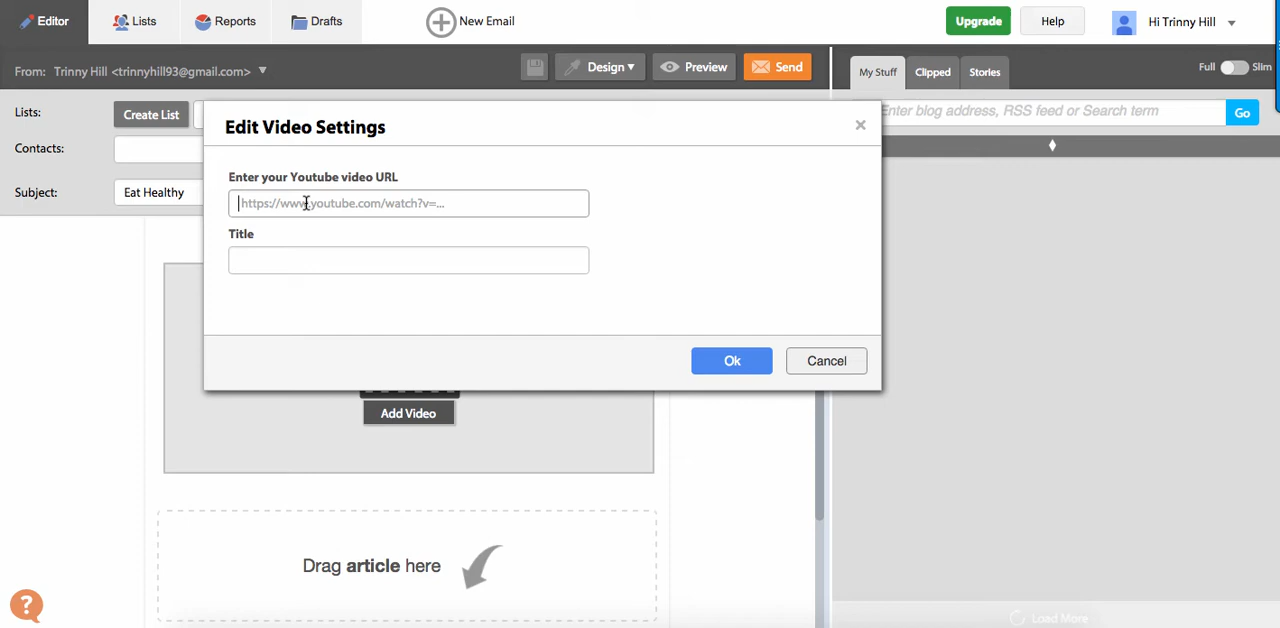 Editor Lists Reports Drafts New Email Upgrade Help Hi Trinny Hill
From: Trinny Hill <trinnyhill93@gmail.com> Design Preview Send My Stuff Clipped Stories Full Slim
Lists: Create List Enter blog address, RSS feed or Search term Go
Contacts:
Subject: Eat Healthy
Edit Video Settings ×
Enter your Youtube video URL
https://www.youtube.com/watch?v=...
Title
Ok Cancel
Add Video
Drag article here
?
Load More